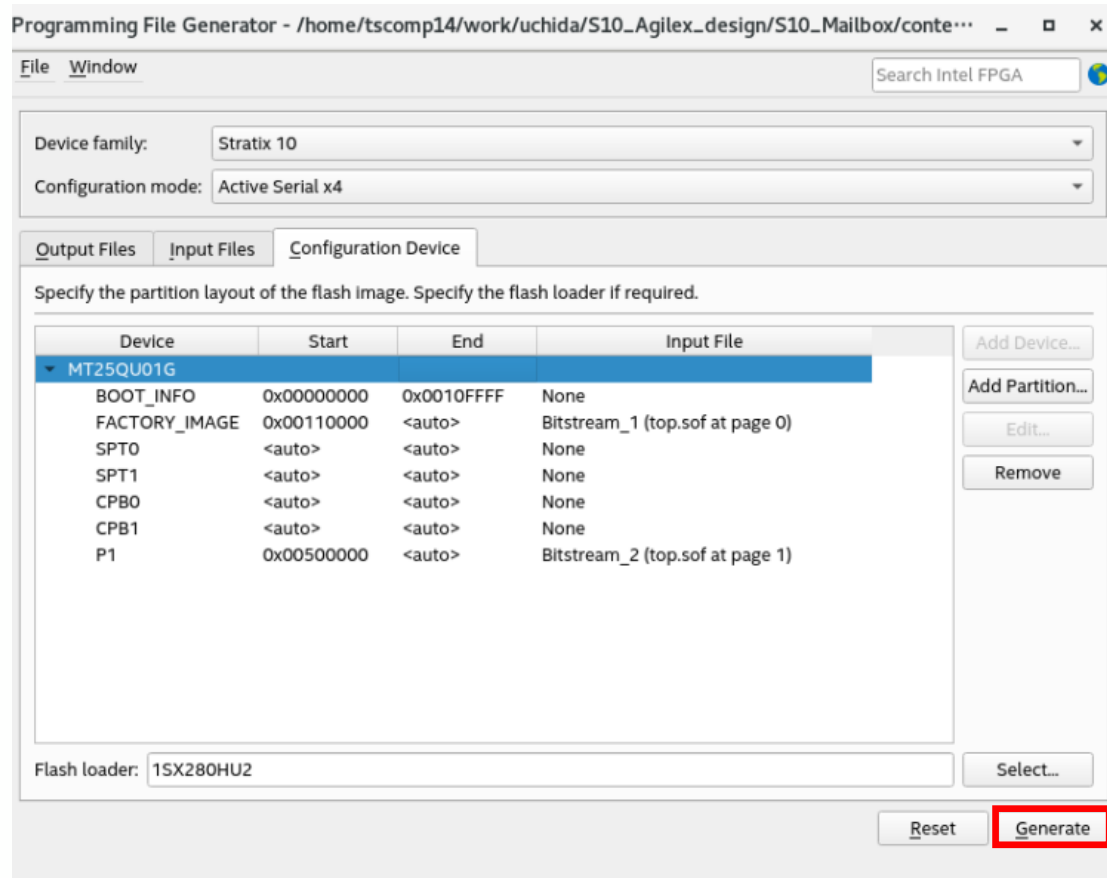 Programming File Generator - /home/tscomp14/work/uchida/S10_Agilex_design/S10_Mailbox/conte⋯
File Window
Search Intel FPGA
Device family: Stratix 10
Configuration mode: Active Serial x4
Output Files Input Files Configuration Device
Specify the partition layout of the flash image. Specify the flash loader if required.
Device Start End Input File
MT25QU01G
BOOT_INFO 0x00000000 0x0010FFFF None
FACTORY_IMAGE 0x00110000 <auto> Bitstream_1 (top.sof at page 0)
SPT0 <auto> <auto> None
SPT1 <auto> <auto> None
CPB0 <auto> <auto> None
CPB1 <auto> <auto> None
P1 0x00500000 <auto> Bitstream_2 (top.sof at page 1)
Add Device...
Add Partition...
Edit...
Remove
Flash loader: 1SX280HU2 Select...
Reset Generate